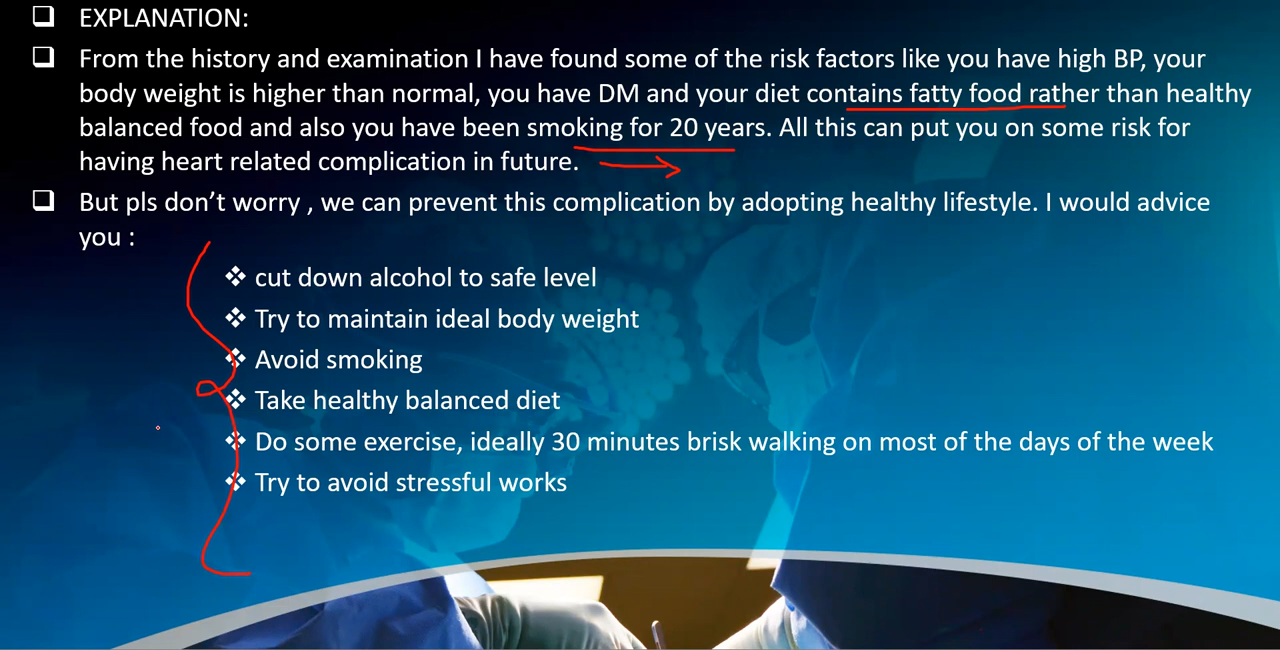 EXPLANATION:
From the history and examination I have found some of the risk factors like you have high BP, your
body weight is higher than normal, you have DM and your diet contains fatty food rather than healthy
balanced food and also you have been smoking for 20 years. All this can put you on some risk for
having heart related complication in future.
But pls don’t worry , we can prevent this complication by adopting healthy lifestyle. I would advice
you :
cut down alcohol to safe level
Try to maintain ideal body weight
Avoid smoking
Take healthy balanced diet
Do some exercise, ideally 30 minutes brisk walking on most of the days of the week
Try to avoid stressful works